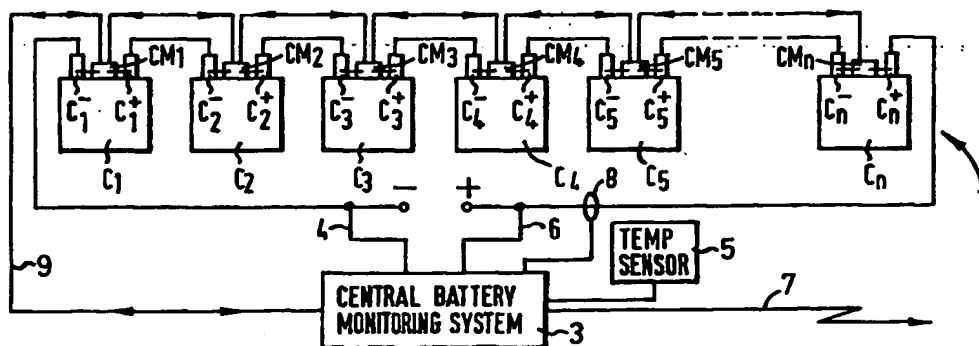 CM1 CM2 CM3 CM4 CM5 CMn
C1- C1+ C2- C2+ C3- C3+ C4- C4+ C5- C5+ Cn- Cn+
C1 C2 C3 C4 C5 Cn
- + 8
4 6 TEMP SENSOR 5
9 7
CENTRAL BATTERY
MONITORING SYSTEM 3